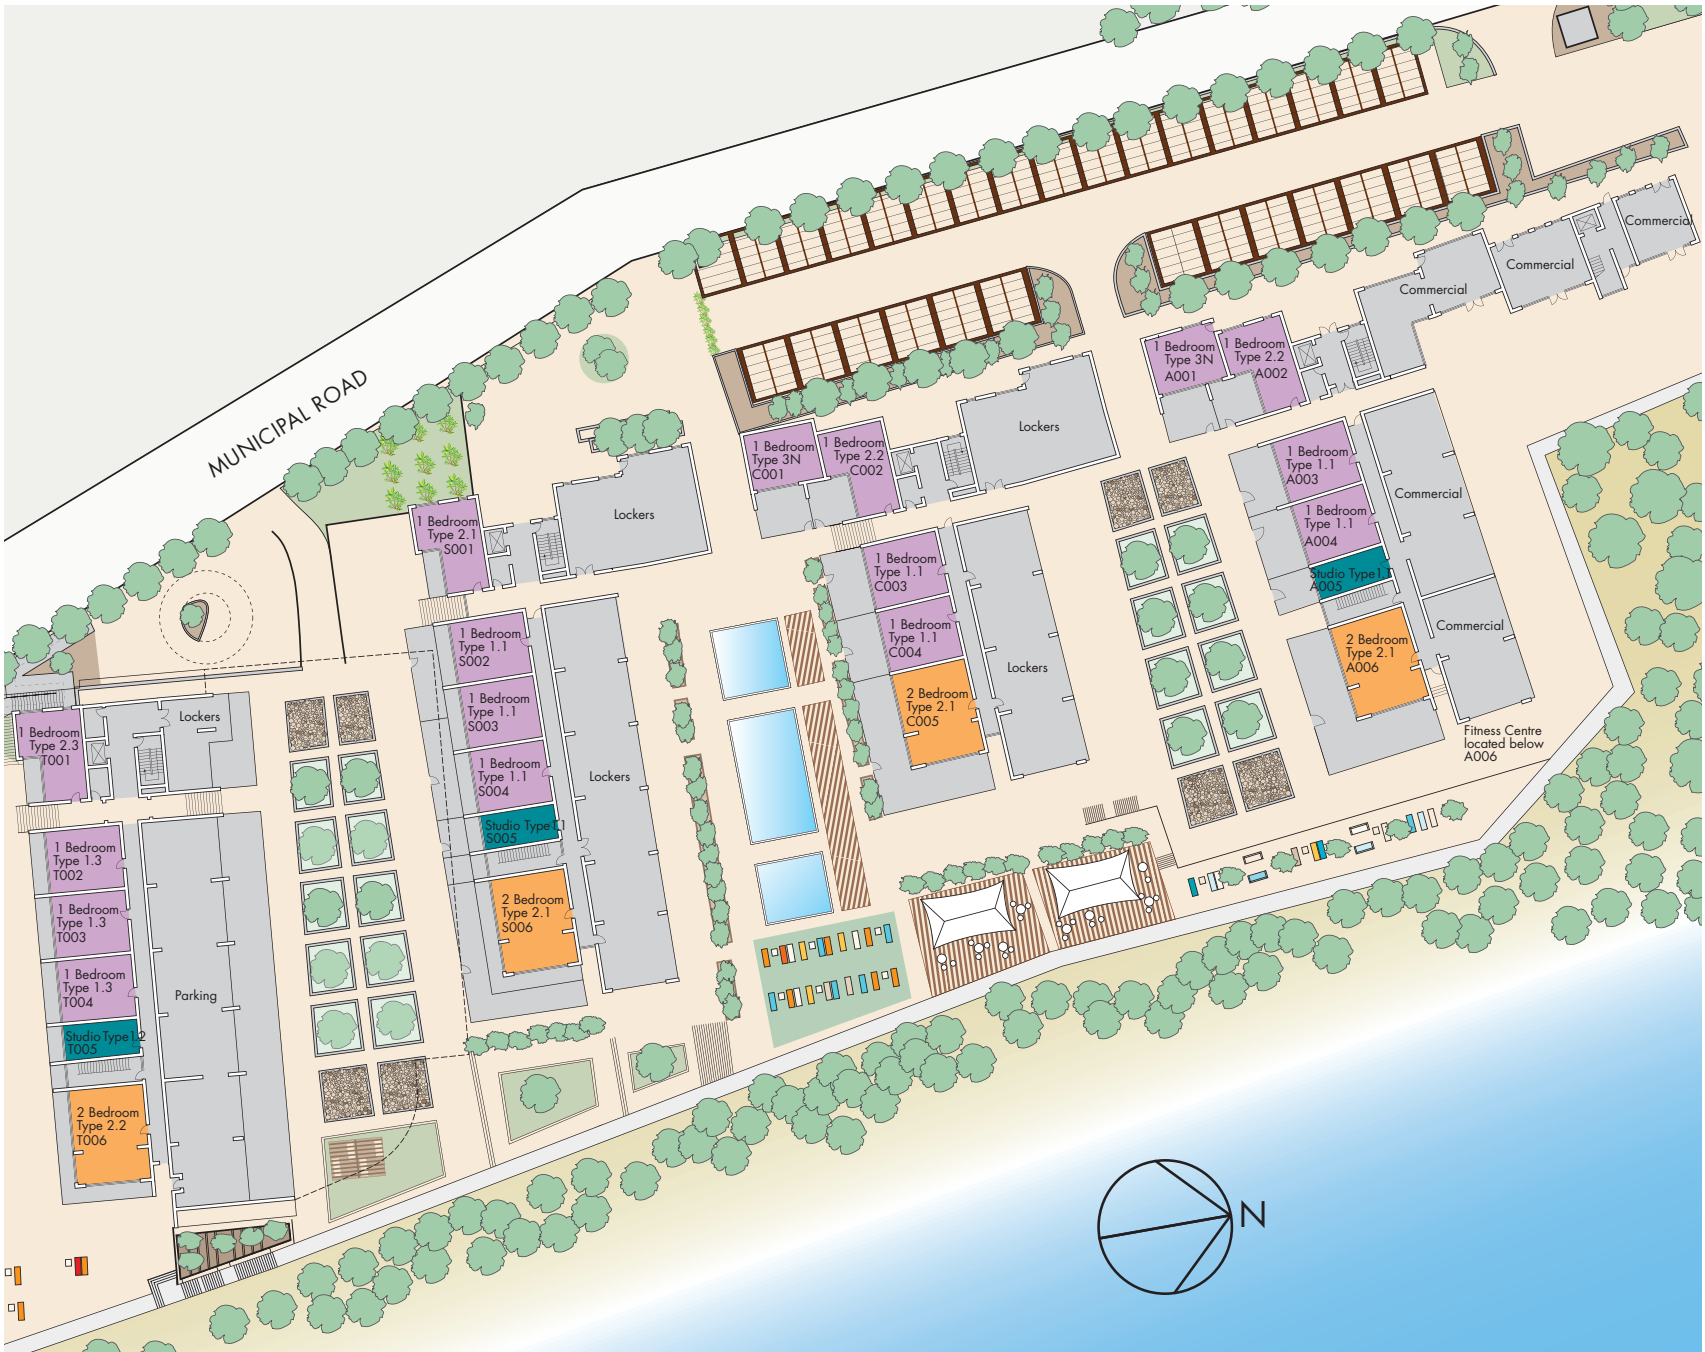 MUNICIPAL ROAD
Commercial
Commercial
Commercial
1 Bedroom
Type 3N
A001
1 Bedroom
Type 2.2
A002
Lockers
1 Bedroom
Type 3N
C001
1 Bedroom
Type 2.2
C002
1 Bedroom
Type 1.1
A003
Commercial
1 Bedroom
Type 1.1
A004
Studio Type1.1
A005
Commercial
2 Bedroom
Type 2.1
A006
Fitness Centre
located below
A006
Lockers
1 Bedroom
Type 2.1
S001
1 Bedroom
Type 1.1
C003
1 Bedroom
Type 1.1
C004
Lockers
2 Bedroom
Type 2.1
C005
1 Bedroom
Type 1.1
S002
1 Bedroom
Type 1.1
S003
1 Bedroom
Type 1.1
S004
Lockers
Studio Type1.1
S005
2 Bedroom
Type 2.1
S006
Lockers
1 Bedroom
Type 2.3
T001
1 Bedroom
Type 1.3
T002
1 Bedroom
Type 1.3
T003
1 Bedroom
Type 1.3
T004
Parking
Studio Type1.2
T005
2 Bedroom
Type 2.2
T006
N